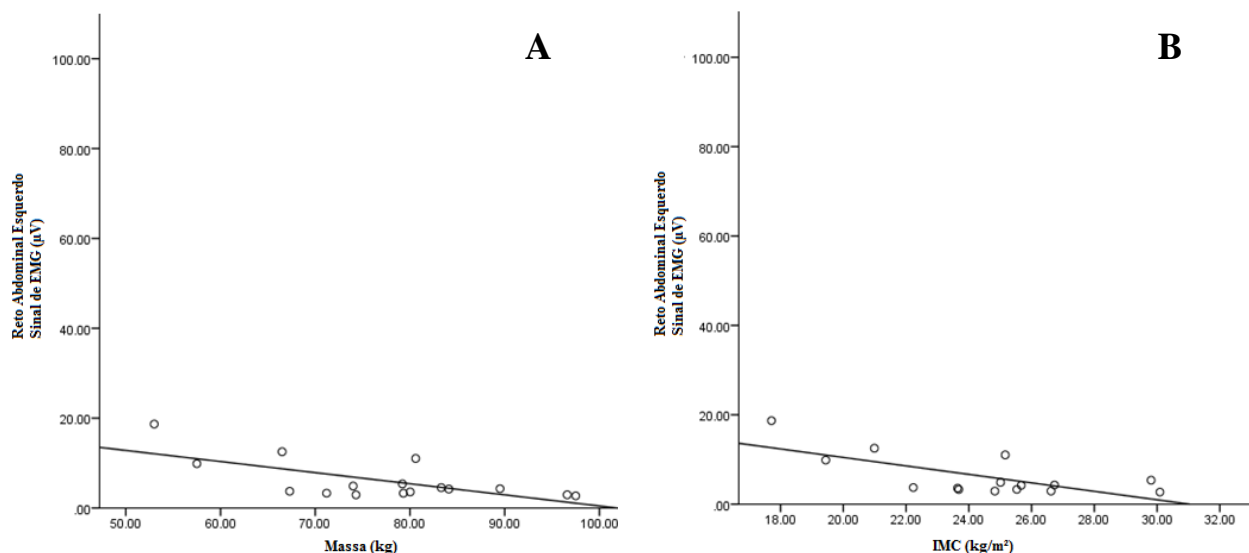 A
100.00
80.00
60.00
40.00
20.00
.00
Reto Abdominal Esquerdo
Sinal de EMG (µV)
50.00 60.00 70.00 80.00 90.00 100.00
Massa (kg)
B
100.00
80.00
60.00
40.00
20.00
.00
Reto Abdominal Esquerdo
Sinal de EMG (µV)
18.00 20.00 22.00 24.00 26.00 28.00 30.00 32.00
IMC (kg/m²)